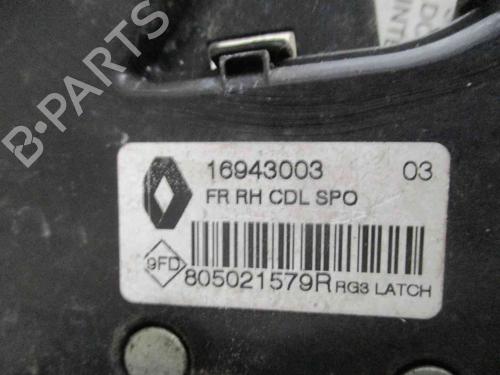 B-PARTS
16943003 03
FR RH CDL SPO
9FD
805021579R RG3 LATCH